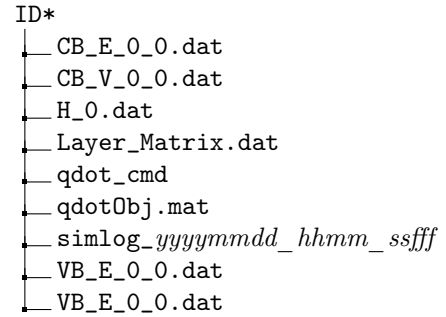 ID*
CB_E_0_0.dat
CB_V_0_0.dat
H_0.dat
Layer_Matrix.dat
qdot_cmd
qdotObj.mat
simlog_yyyymmdd_hhmm_ssfff
VB_E_0_0.dat
VB_E_0_0.dat